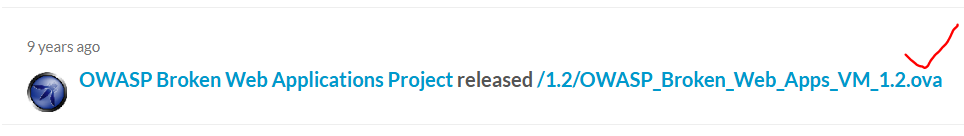 9 years ago
OWASP Broken Web Applications Project released /1.2/OWASP_Broken_Web_Apps_VM_1.2.ova